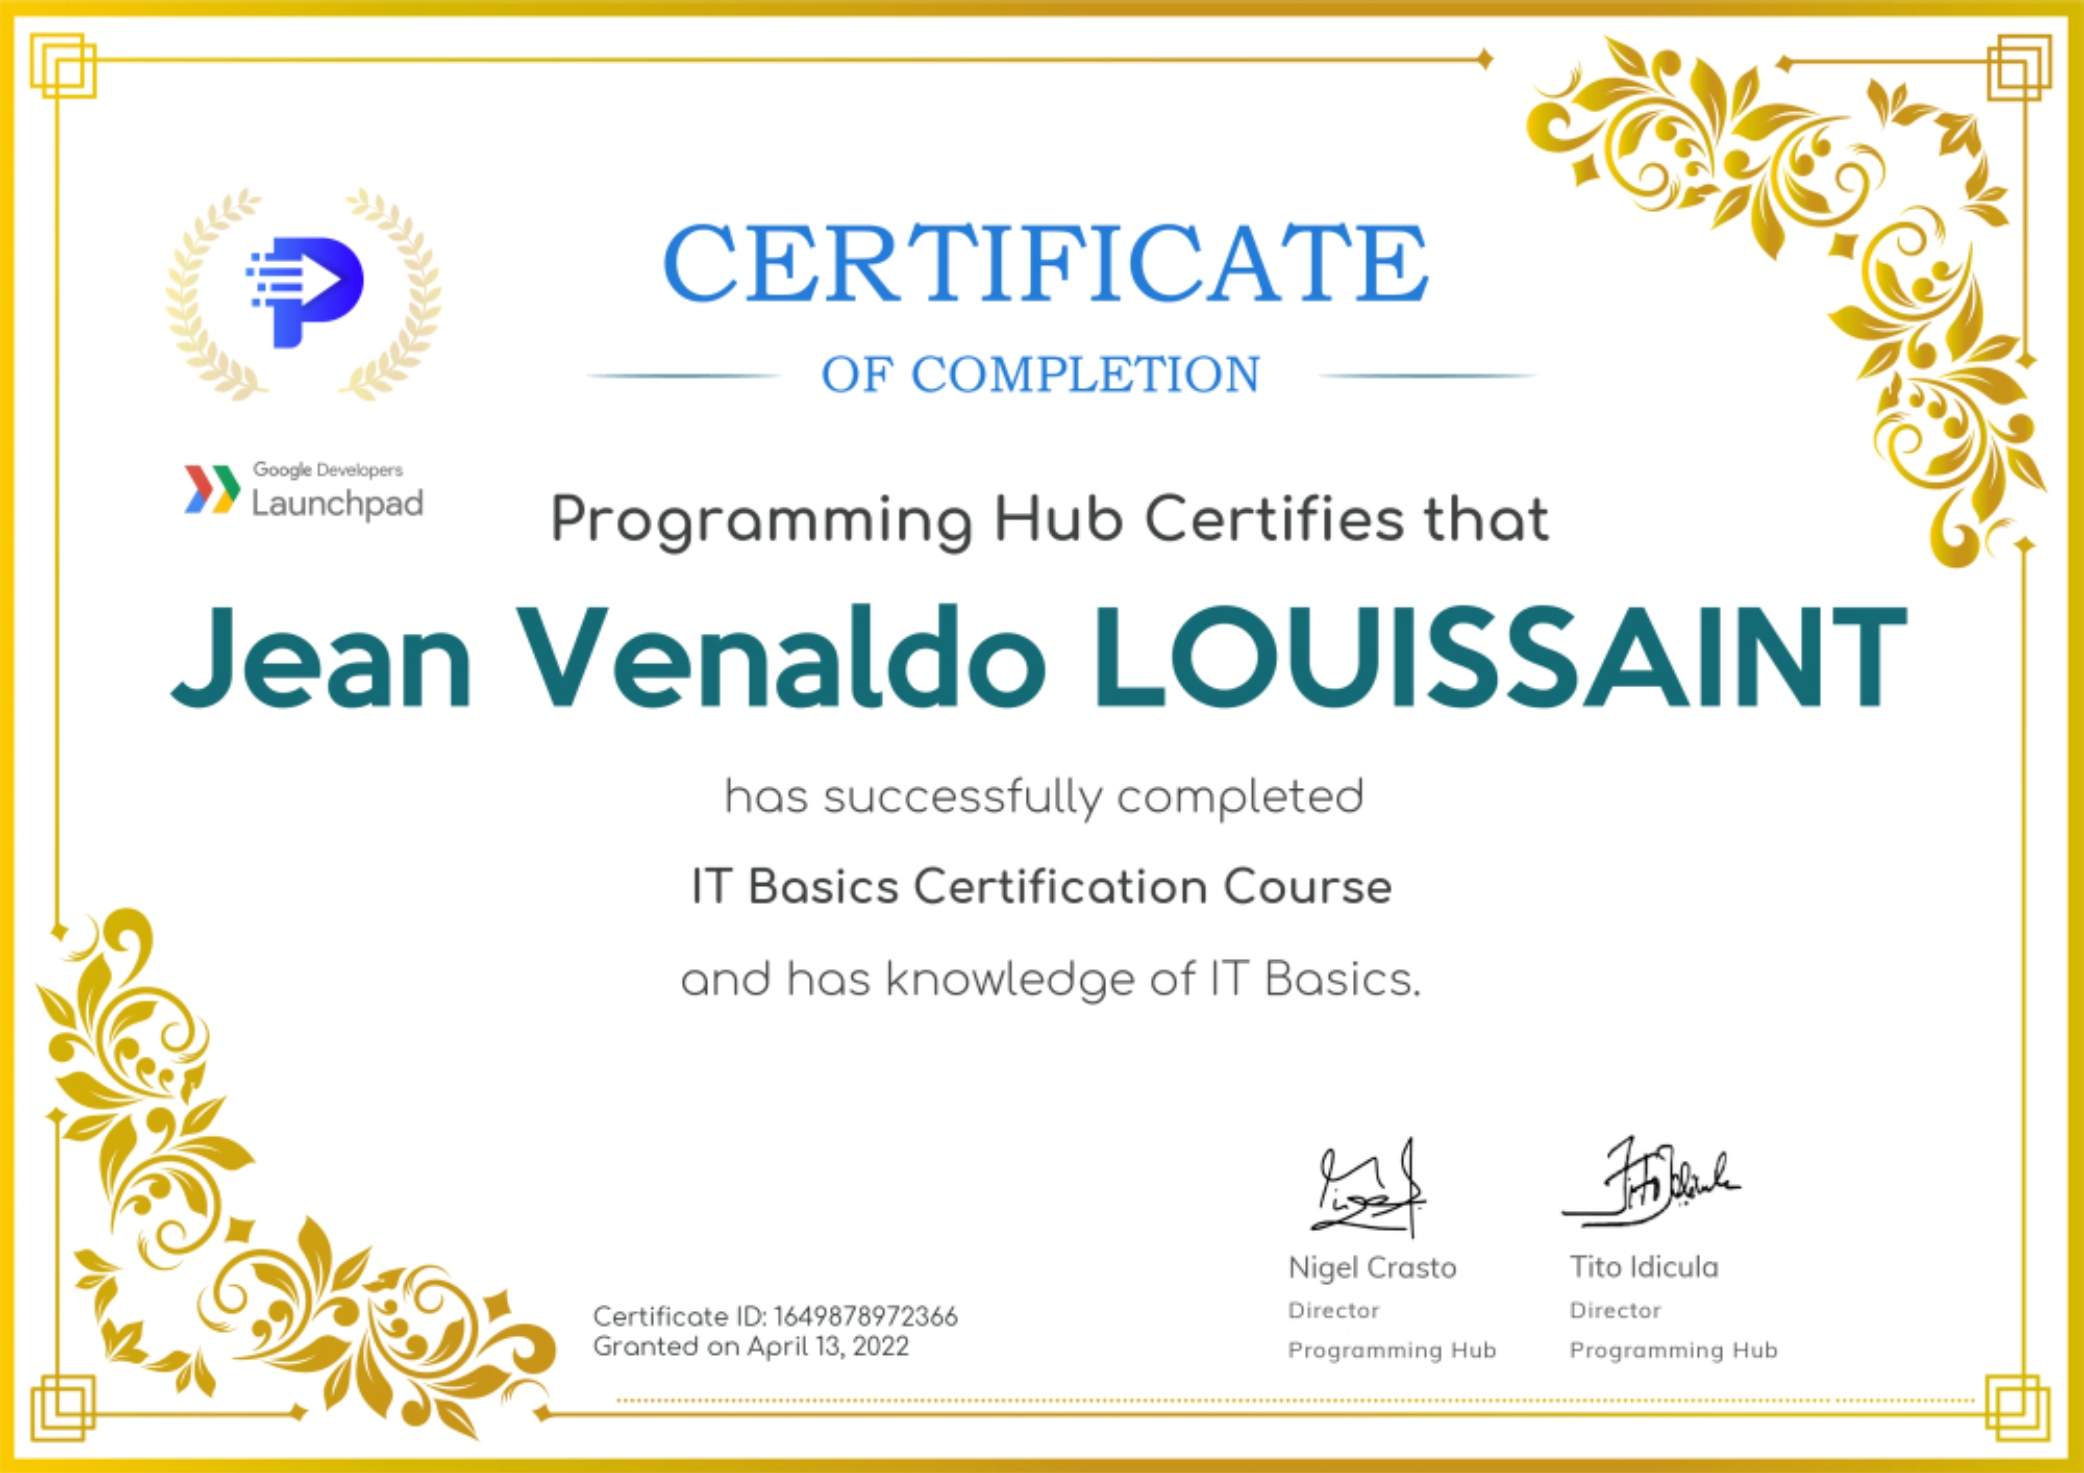 CERTIFICATE
OF COMPLETION
Google Developers
Launchpad
Programming Hub Certifies that
Jean Venaldo LOUISSAINT
has successfully completed
IT Basics Certification Course
and has knowledge of IT Basics.
Nigel Crasto
Director
Programming Hub
Tito Idicula
Director
Programming Hub
Certificate ID: 1649878972366
Granted on April 13, 2022